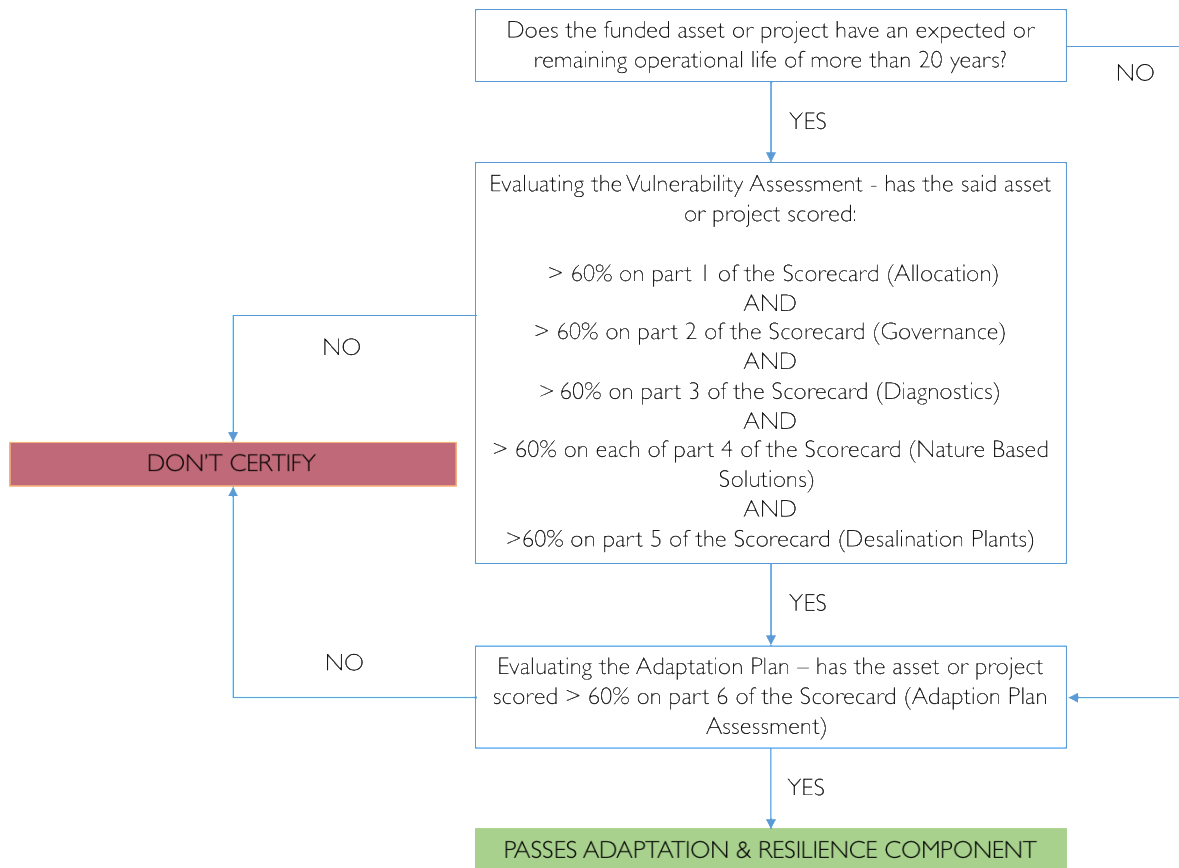 Does the funded asset or project have an expected or
remaining operational life of more than 20 years?
NO
YES
Evaluating the Vulnerability Assessment - has the said asset
or project scored:
> 60% on part 1 of the Scorecard (Allocation)
AND
> 60% on part 2 of the Scorecard (Governance)
AND
> 60% on part 3 of the Scorecard (Diagnostics)
AND
> 60% on each of part 4 of the Scorecard (Nature Based
Solutions)
AND
>60% on part 5 of the Scorecard (Desalination Plants)
NO
DON'T CERTIFY
YES
NO
Evaluating the Adaptation Plan – has the asset or project
scored > 60% on part 6 of the Scorecard (Adaption Plan
Assessment)
YES
PASSES ADAPTATION & RESILIENCE COMPONENT